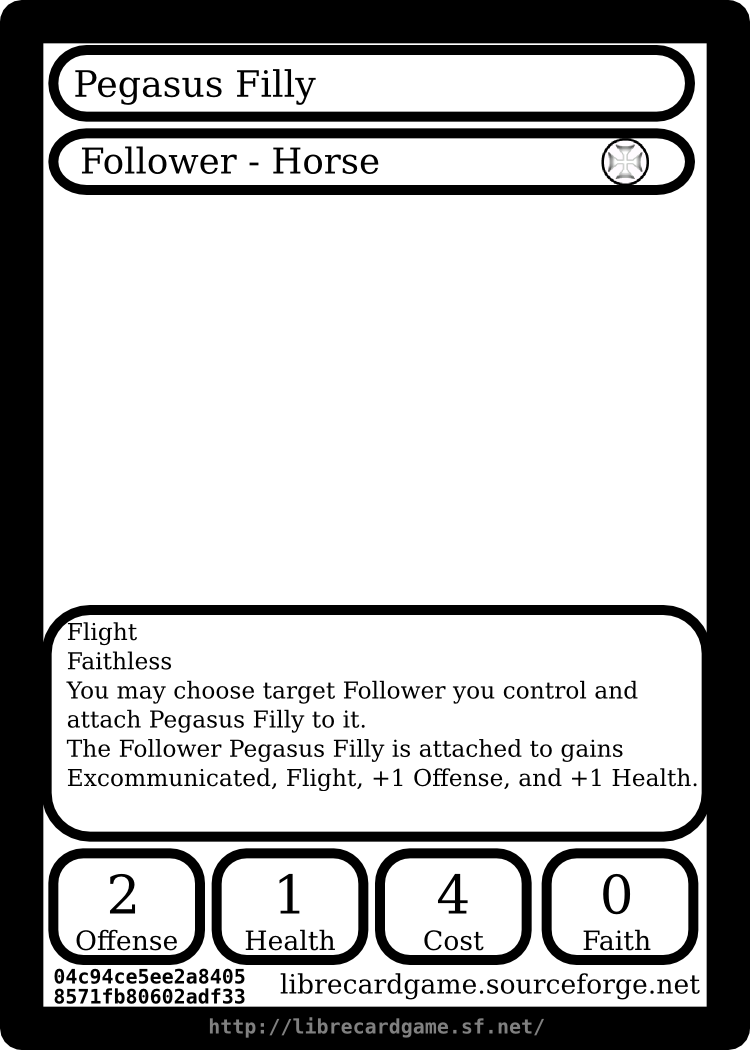 Pegasus Filly
Follower - Horse
Flight
Faithless
You may choose target Follower you control and
attach Pegasus Filly to it.
The Follower Pegasus Filly is attached to gains
Excommunicated, Flight, +1 Offense, and +1 Health.
2 1 4 0
Offense Health Cost Faith
04c94ce5ee2a8405
8571fb80602adf33
librecardgame.sourceforge.net
http://librecardgame.sf.net/